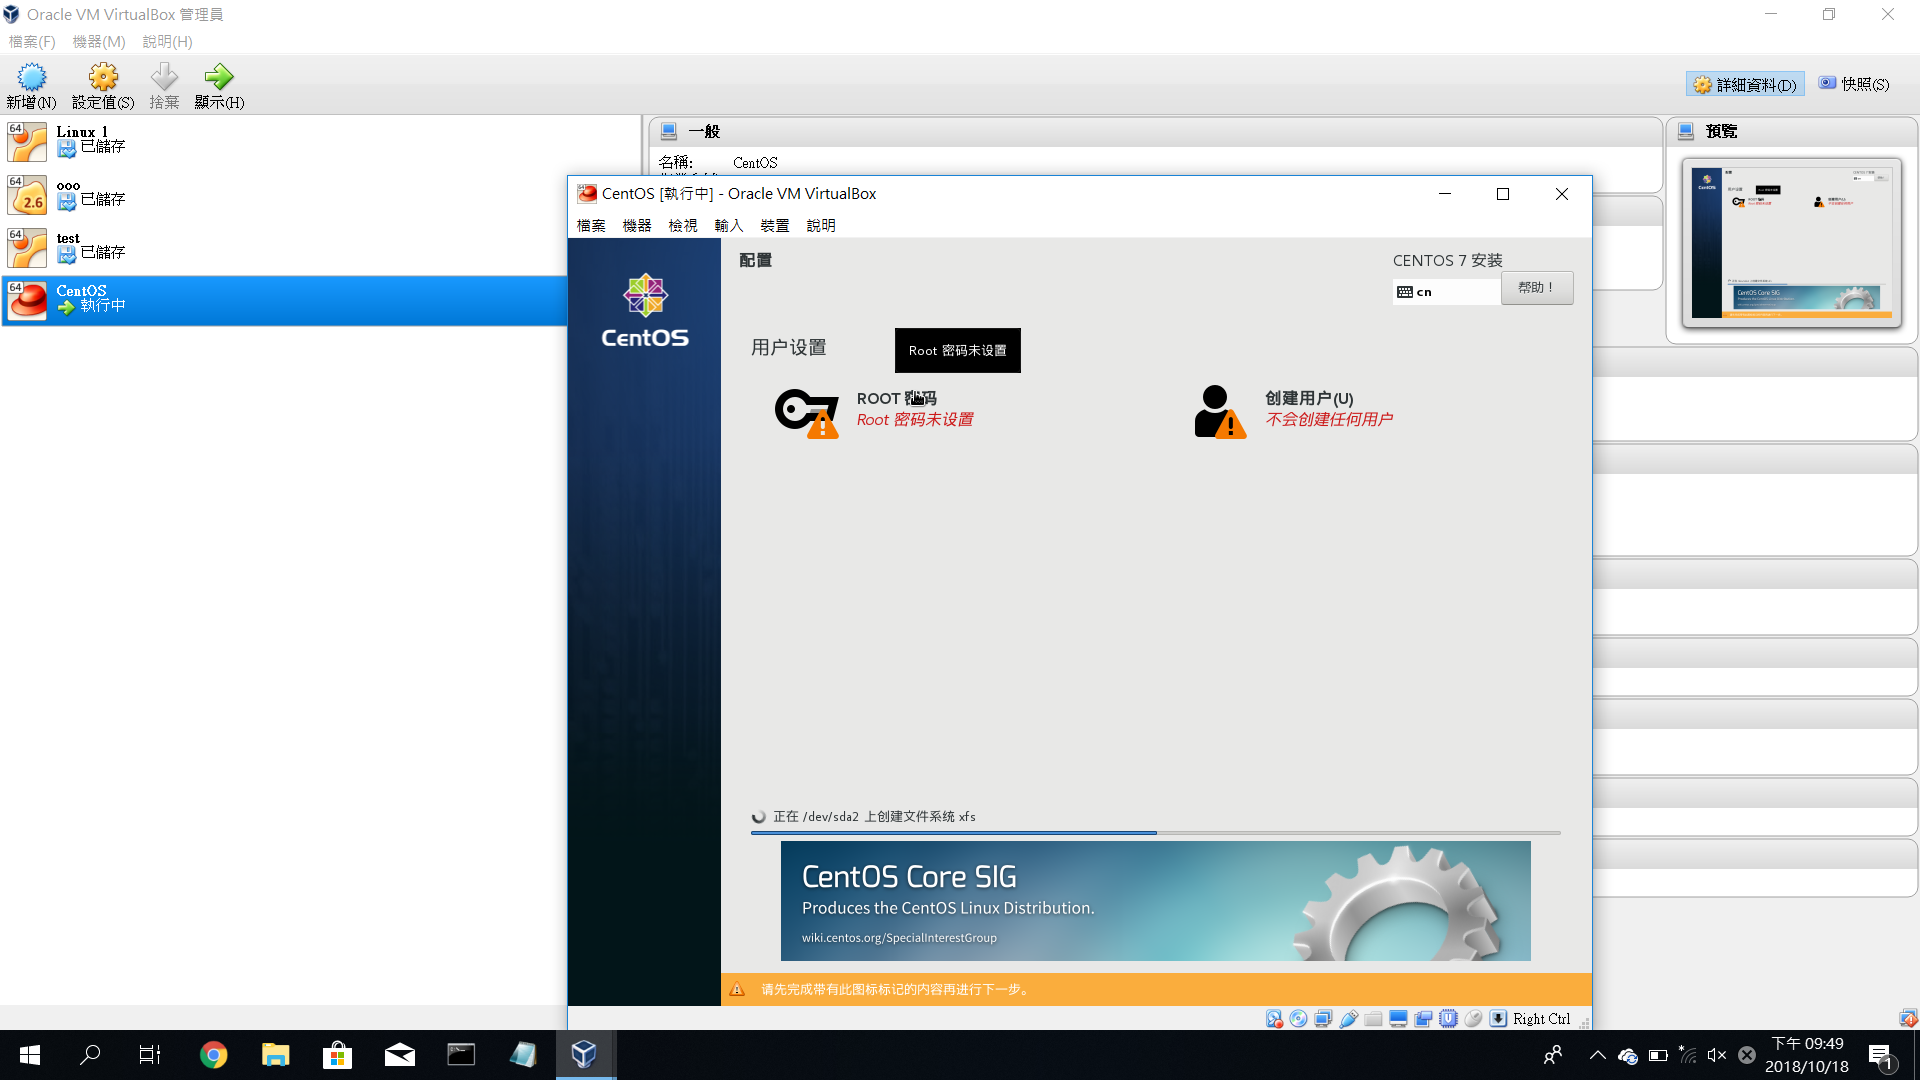 Oracle VM VirtualBox 管理員
檔案(F) 機器(M) 說明(H)
新增(N) 設定值(S) 捨棄 顯示(H)
詳細資料(D) 快照(S)
64 Linux 1
已儲存
64 2.6 ooo
已儲存
64 test
已儲存
64 CentOS
執行中
一般
名稱: CentOS
預覽
CentOS [執行中] - Oracle VM VirtualBox
檔案 機器 檢視 輸入 裝置 說明
CentOS
配置
CENTOS 7 安装
cn
帮助！
用户设置
Root 密码未设置
ROOT 密码
Root 密码未设置
创建用户(U)
不会创建任何用户
正在 /dev/sda2 上创建文件系统 xfs
CentOS Core SIG
Produces the CentOS Linux Distribution.
wiki.centos.org/SpecialInterestGroup
请先完成带有此图标标记的内容再进行下一步。
Right Ctrl
下午 09:49
2018/10/18
1